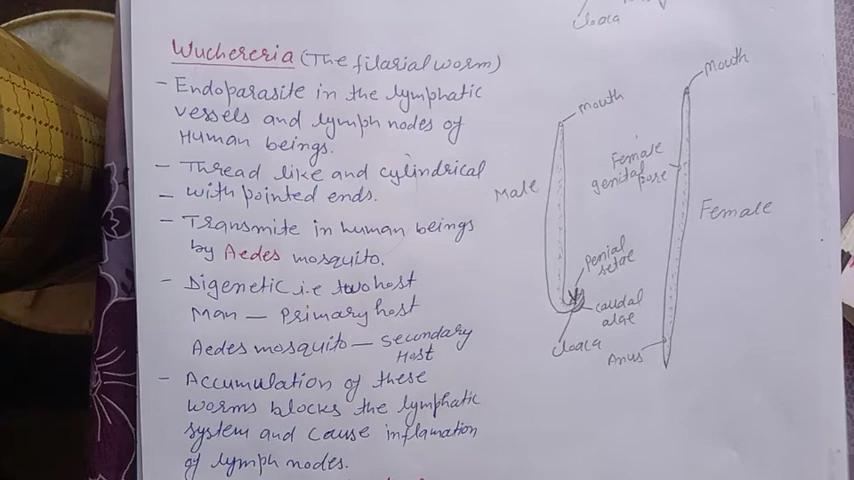 Cloaca
Wuchereria (The filarial worm)
- Endoparasite in the lymphatic
vessels and lymph nodes of
Human beings.
- Thread like and cylindrical
- with pointed ends.
- Transmite in human beings
by Aedes mosquito.
- Digenetic i.e two host
Man — Primary host
Aedes mosquito — Secondary
Host
- Accumulation of these
worms blocks the lymphatic
system and cause inflamation
of lymph nodes.
Mouth
Male
Penial
setae
caudal
alae
Cloaca
Mouth
Female
genital
pore
Female
Anus